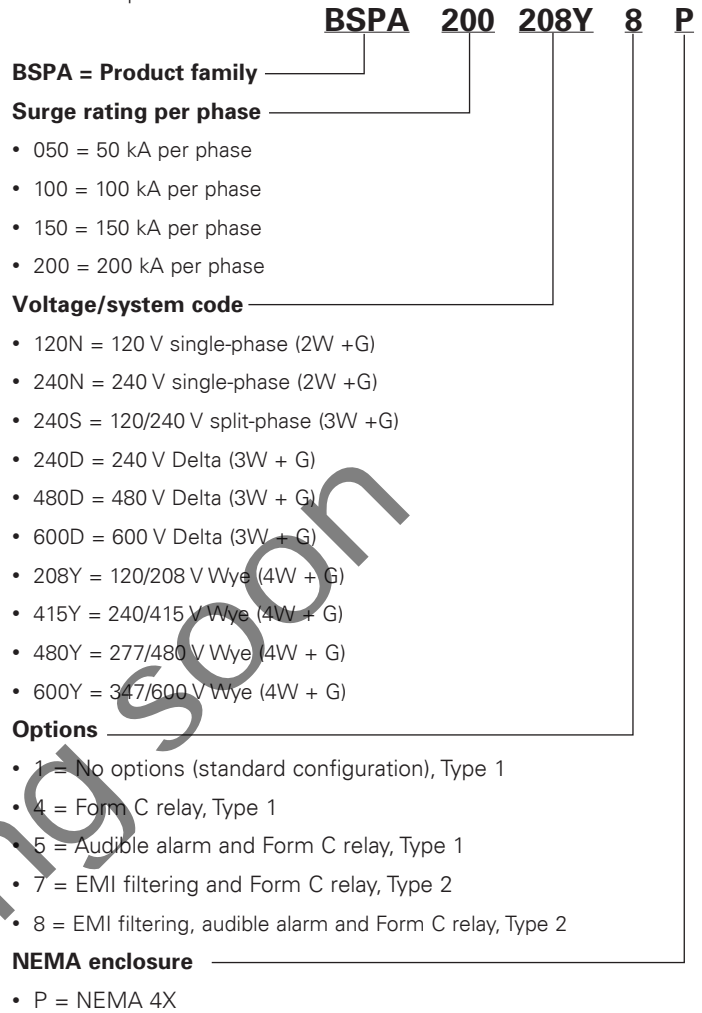 BSPA 200 208Y 8 P
BSPA = Product family
Surge rating per phase
• 050 = 50 kA per phase
• 100 = 100 kA per phase
• 150 = 150 kA per phase
• 200 = 200 kA per phase
Voltage/system code
• 120N = 120 V single-phase (2W +G)
• 240N = 240 V single-phase (2W +G)
• 240S = 120/240 V split-phase (3W +G)
• 240D = 240 V Delta (3W + G)
• 480D = 480 V Delta (3W + G)
• 600D = 600 V Delta (3W + G)
• 208Y = 120/208 V Wye (4W + G)
• 415Y = 240/415 V Wye (4W + G)
• 480Y = 277/480 V Wye (4W + G)
• 600Y = 347/600 V Wye (4W + G)
Options
• 1 = No options (standard configuration), Type 1
• 4 = Form C relay, Type 1
• 5 = Audible alarm and Form C relay, Type 1
• 7 = EMI filtering and Form C relay, Type 2
• 8 = EMI filtering, audible alarm and Form C relay, Type 2
NEMA enclosure
• P = NEMA 4X
ng soon